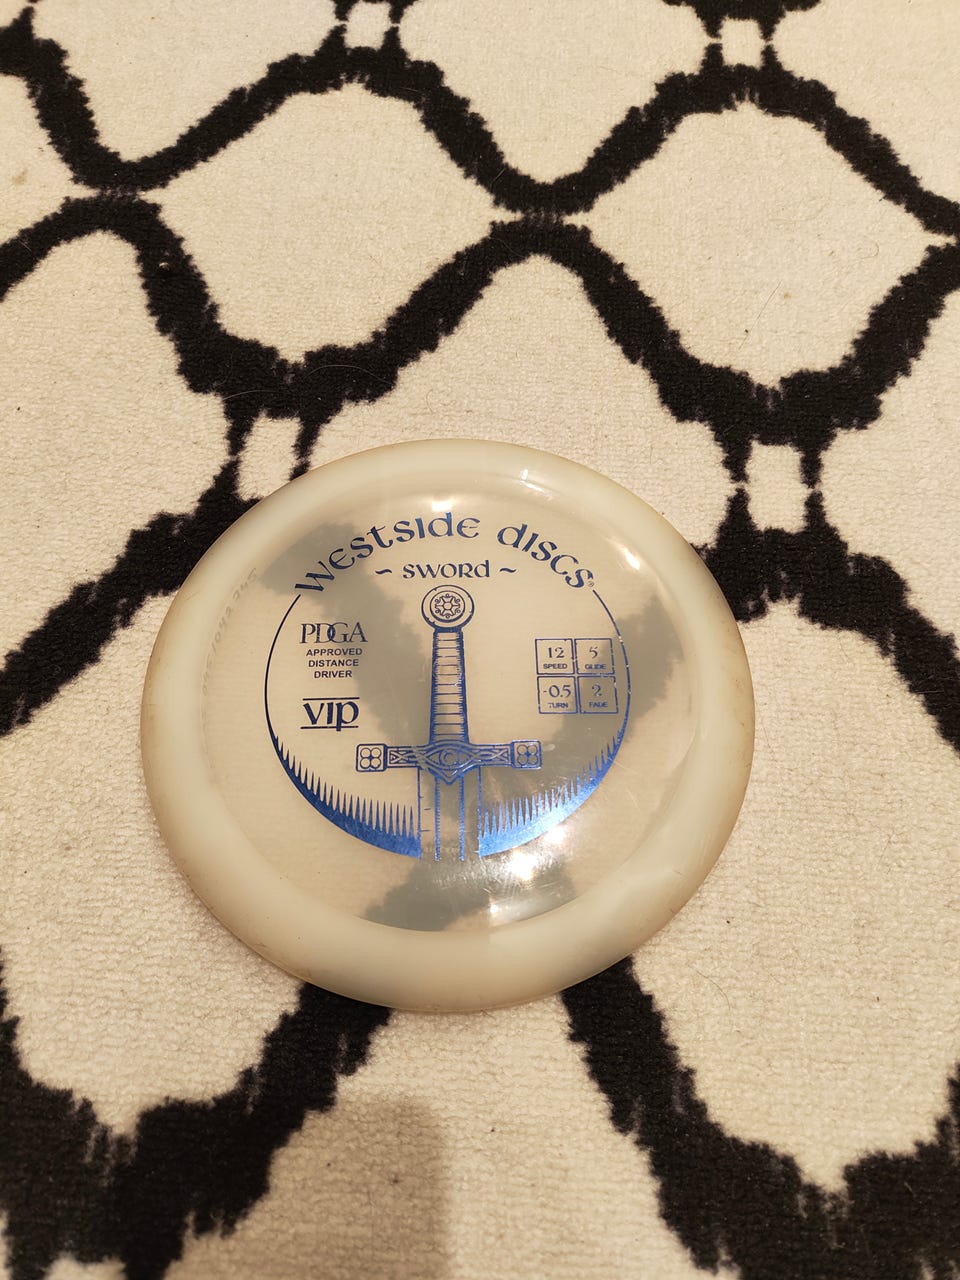 westside discs®
~ sword ~
PDGA
APPROVED
DISTANCE
DRIVER
VIP
12 5
SPEED GLIDE
-0.5 2
TURN FADE